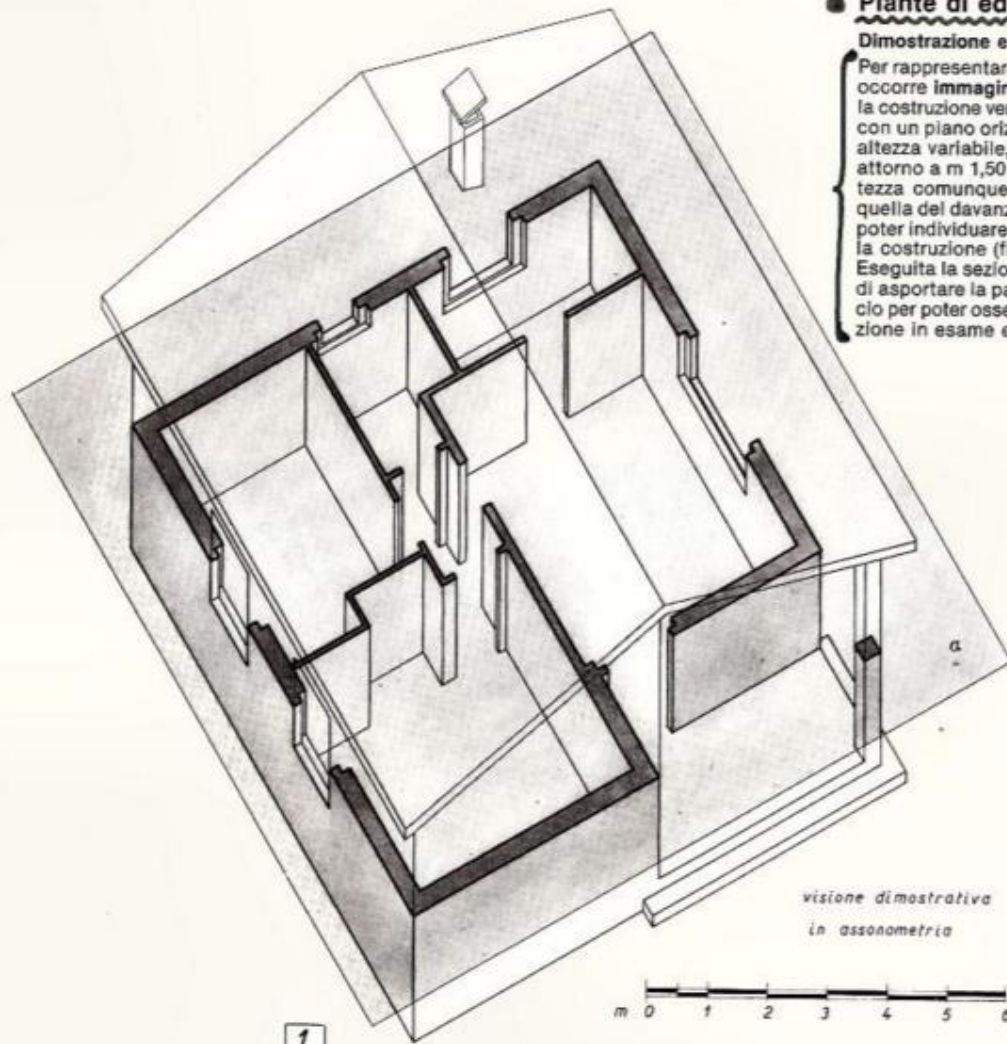 Piante di ed
Dimostrazione e
Per rappresentar
occorre immagin
la costruzione ve
con un piano oriz
altezza variabile,
attorno a m 1,50
tezza comunque
quella del davanz
poter individuare
la costruzione (f
Eseguita la sezio
di asportare la pa
cio per poter osse
zione in esame e
α
visione dimostrativa
in assonometria
m 0 1 2 3 4 5 6
1